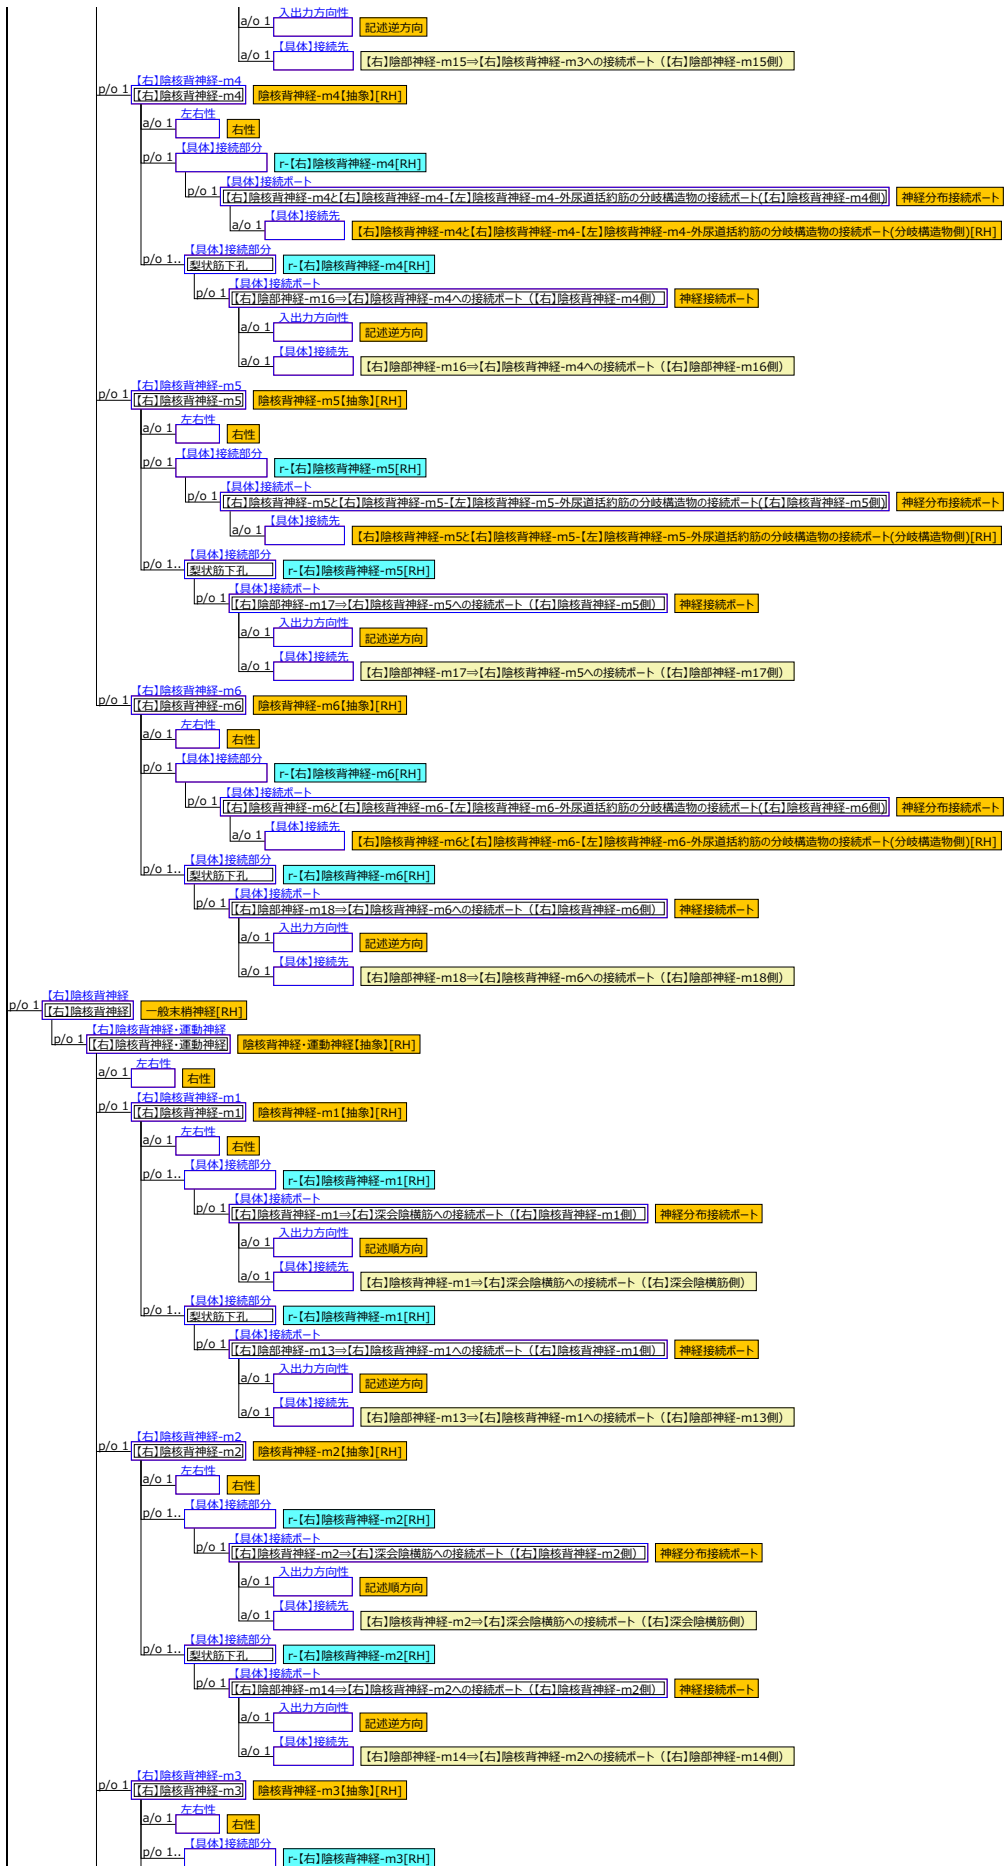 入出力方向性
a/o 1 記述逆方向
【具体】接続先
a/o 1 【右】陰部神経-m15⇒【右】陰核背神経-m3への接続ポート（【右】陰部神経-m15側）
【右】陰核背神経-m4
p/o 1 【右】陰核背神経-m4 陰核背神経-m4【抽象】[RH]
左右性
a/o 1 右性
【具体】接続部分
p/o 1 r-【右】陰核背神経-m4[RH]
【具体】接続ポート
p/o 1 【右】陰核背神経-m4と【右】陰核背神経-m4-【左】陰核背神経-m4-外尿道括約筋の分岐構造物の接続ポート(【右】陰核背神経-m4側) 神経分布接続ポート
【具体】接続先
a/o 1 【右】陰核背神経-m4と【右】陰核背神経-m4-【左】陰核背神経-m4-外尿道括約筋の分岐構造物の接続ポート(分岐構造物側)[RH]
【具体】接続部分
p/o 1.. 梨状筋下孔 r-【右】陰核背神経-m4[RH]
【具体】接続ポート
p/o 1 【右】陰部神経-m16⇒【右】陰核背神経-m4への接続ポート（【右】陰核背神経-m4側） 神経接続ポート
入出力方向性
a/o 1 記述逆方向
【具体】接続先
a/o 1 【右】陰部神経-m16⇒【右】陰核背神経-m4への接続ポート（【右】陰部神経-m16側）
【右】陰核背神経-m5
p/o 1 【右】陰核背神経-m5 陰核背神経-m5【抽象】[RH]
左右性
a/o 1 右性
【具体】接続部分
p/o 1 r-【右】陰核背神経-m5[RH]
【具体】接続ポート
p/o 1 【右】陰核背神経-m5と【右】陰核背神経-m5-【左】陰核背神経-m5-外尿道括約筋の分岐構造物の接続ポート(【右】陰核背神経-m5側) 神経分布接続ポート
【具体】接続先
a/o 1 【右】陰核背神経-m5と【右】陰核背神経-m5-【左】陰核背神経-m5-外尿道括約筋の分岐構造物の接続ポート(分岐構造物側)[RH]
【具体】接続部分
p/o 1.. 梨状筋下孔 r-【右】陰核背神経-m5[RH]
【具体】接続ポート
p/o 1 【右】陰部神経-m17⇒【右】陰核背神経-m5への接続ポート（【右】陰核背神経-m5側） 神経接続ポート
入出力方向性
a/o 1 記述逆方向
【具体】接続先
a/o 1 【右】陰部神経-m17⇒【右】陰核背神経-m5への接続ポート（【右】陰部神経-m17側）
【右】陰核背神経-m6
p/o 1 【右】陰核背神経-m6 陰核背神経-m6【抽象】[RH]
左右性
a/o 1 右性
【具体】接続部分
p/o 1 r-【右】陰核背神経-m6[RH]
【具体】接続ポート
p/o 1 【右】陰核背神経-m6と【右】陰核背神経-m6-【左】陰核背神経-m6-外尿道括約筋の分岐構造物の接続ポート(【右】陰核背神経-m6側) 神経分布接続ポート
【具体】接続先
a/o 1 【右】陰核背神経-m6と【右】陰核背神経-m6-【左】陰核背神経-m6-外尿道括約筋の分岐構造物の接続ポート(分岐構造物側)[RH]
【具体】接続部分
p/o 1.. 梨状筋下孔 r-【右】陰核背神経-m6[RH]
【具体】接続ポート
p/o 1 【右】陰部神経-m18⇒【右】陰核背神経-m6への接続ポート（【右】陰核背神経-m6側） 神経接続ポート
入出力方向性
a/o 1 記述逆方向
【具体】接続先
a/o 1 【右】陰部神経-m18⇒【右】陰核背神経-m6への接続ポート（【右】陰部神経-m18側）
【右】陰核背神経
p/o 1 【右】陰核背神経 一般末梢神経[RH]
【右】陰核背神経・運動神経
p/o 1 【右】陰核背神経・運動神経 陰核背神経・運動神経【抽象】[RH]
左右性
a/o 1 右性
【右】陰核背神経-m1
p/o 1 【右】陰核背神経-m1 陰核背神経-m1【抽象】[RH]
左右性
a/o 1 右性
【具体】接続部分
p/o 1.. r-【右】陰核背神経-m1[RH]
【具体】接続ポート
p/o 1 【右】陰核背神経-m1⇒【右】深会陰横筋への接続ポート（【右】陰核背神経-m1側） 神経分布接続ポート
入出力方向性
a/o 1 記述順方向
【具体】接続先
a/o 1 【右】陰核背神経-m1⇒【右】深会陰横筋への接続ポート（【右】深会陰横筋側）
【具体】接続部分
p/o 1.. 梨状筋下孔 r-【右】陰核背神経-m1[RH]
【具体】接続ポート
p/o 1 【右】陰部神経-m13⇒【右】陰核背神経-m1への接続ポート（【右】陰核背神経-m1側） 神経接続ポート
入出力方向性
a/o 1 記述逆方向
【具体】接続先
a/o 1 【右】陰部神経-m13⇒【右】陰核背神経-m1への接続ポート（【右】陰部神経-m13側）
【右】陰核背神経-m2
p/o 1 【右】陰核背神経-m2 陰核背神経-m2【抽象】[RH]
左右性
a/o 1 右性
【具体】接続部分
p/o 1.. r-【右】陰核背神経-m2[RH]
【具体】接続ポート
p/o 1 【右】陰核背神経-m2⇒【右】深会陰横筋への接続ポート（【右】陰核背神経-m2側） 神経分布接続ポート
入出力方向性
a/o 1 記述順方向
【具体】接続先
a/o 1 【右】陰核背神経-m2⇒【右】深会陰横筋への接続ポート（【右】深会陰横筋側）
【具体】接続部分
p/o 1.. 梨状筋下孔 r-【右】陰核背神経-m2[RH]
【具体】接続ポート
p/o 1 【右】陰部神経-m14⇒【右】陰核背神経-m2への接続ポート（【右】陰核背神経-m2側） 神経接続ポート
入出力方向性
a/o 1 記述逆方向
【具体】接続先
a/o 1 【右】陰部神経-m14⇒【右】陰核背神経-m2への接続ポート（【右】陰部神経-m14側）
【右】陰核背神経-m3
p/o 1 【右】陰核背神経-m3 陰核背神経-m3【抽象】[RH]
左右性
a/o 1 右性
【具体】接続部分
p/o 1.. r-【右】陰核背神経-m3[RH]